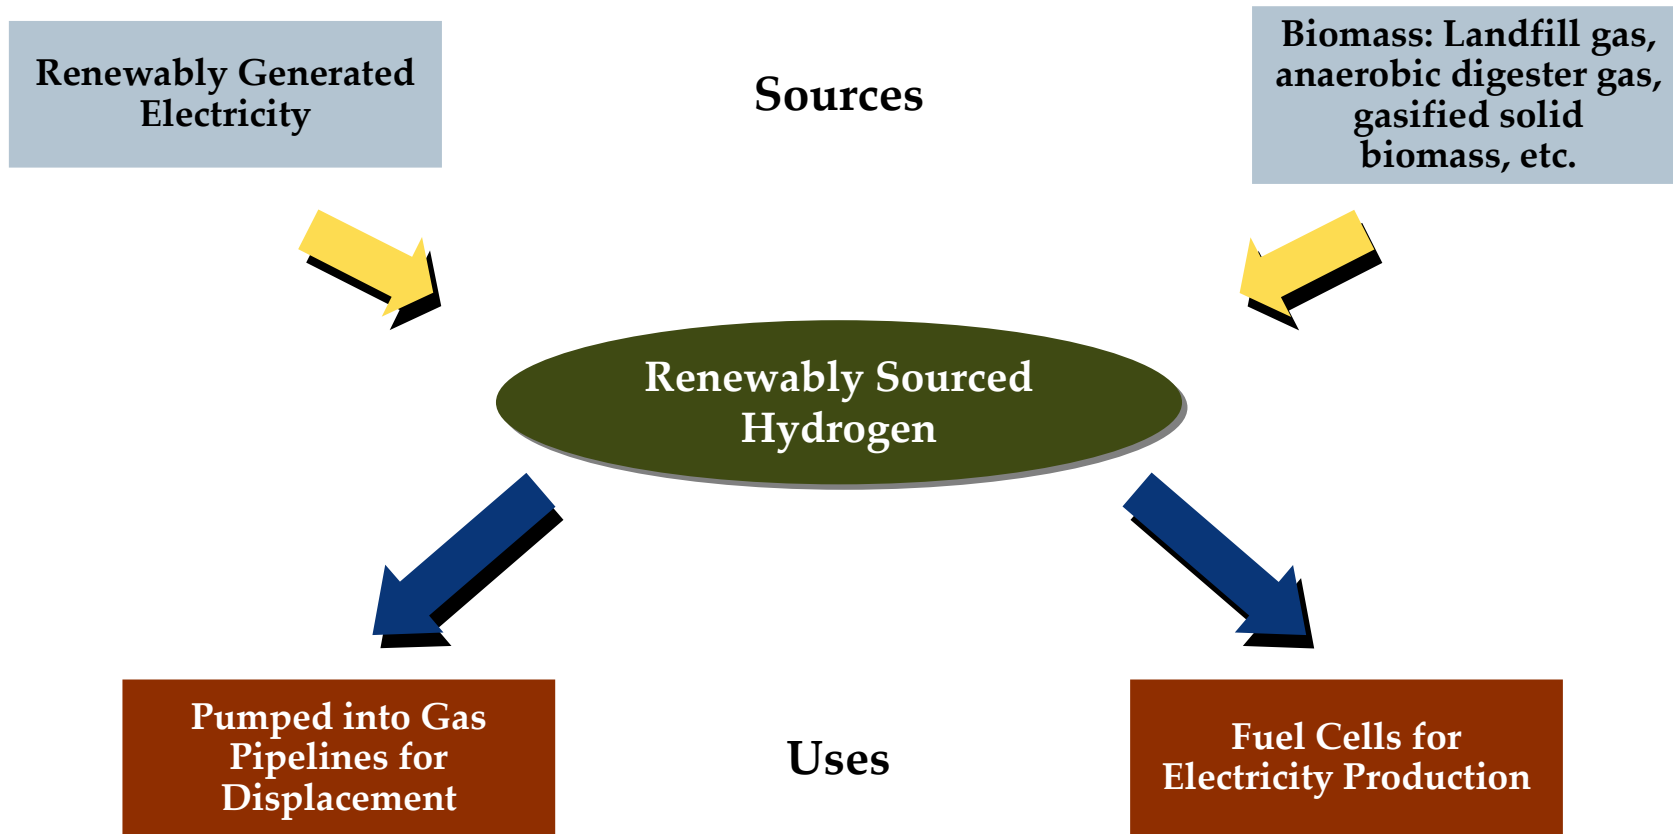 Renewably Generated
Electricity
Sources
Biomass: Landfill gas,
anaerobic digester gas,
gasified solid
biomass, etc.
Renewably Sourced
Hydrogen
Pumped into Gas
Pipelines for
Displacement
Uses
Fuel Cells for
Electricity Production